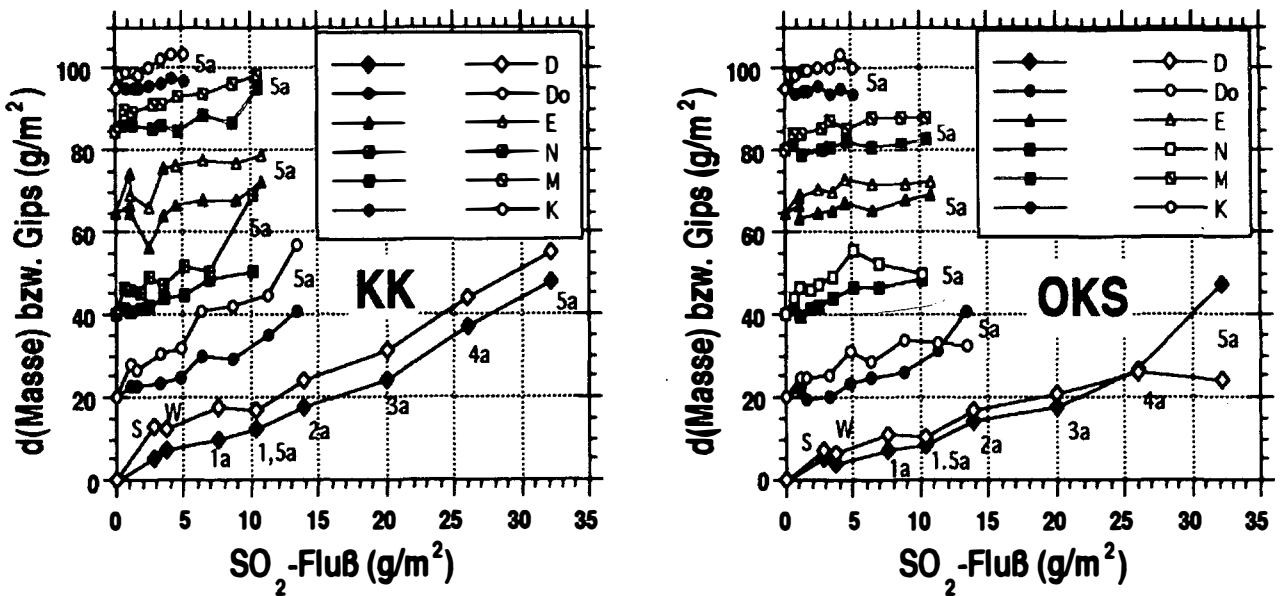 d(Masse) bzw. Gips (g/m²)
100
80
60
40
20
0
0 5 10 15 20 25 30 35
SO₂-Fluß (g/m²)
D
Do
E
N
M
K
KK
5a
5a
5a
5a
5a
S
W
1a
1,5a
2a
3a
4a
5a
d(Masse) bzw. Gips (g/m²)
100
80
60
40
20
0
0 5 10 15 20 25 30 35
SO₂-Fluß (g/m²)
D
Do
E
N
M
K
OKS
5a
5a
5a
5a
5a
S
W
1a
1.5a
2a
3a
4a
5a